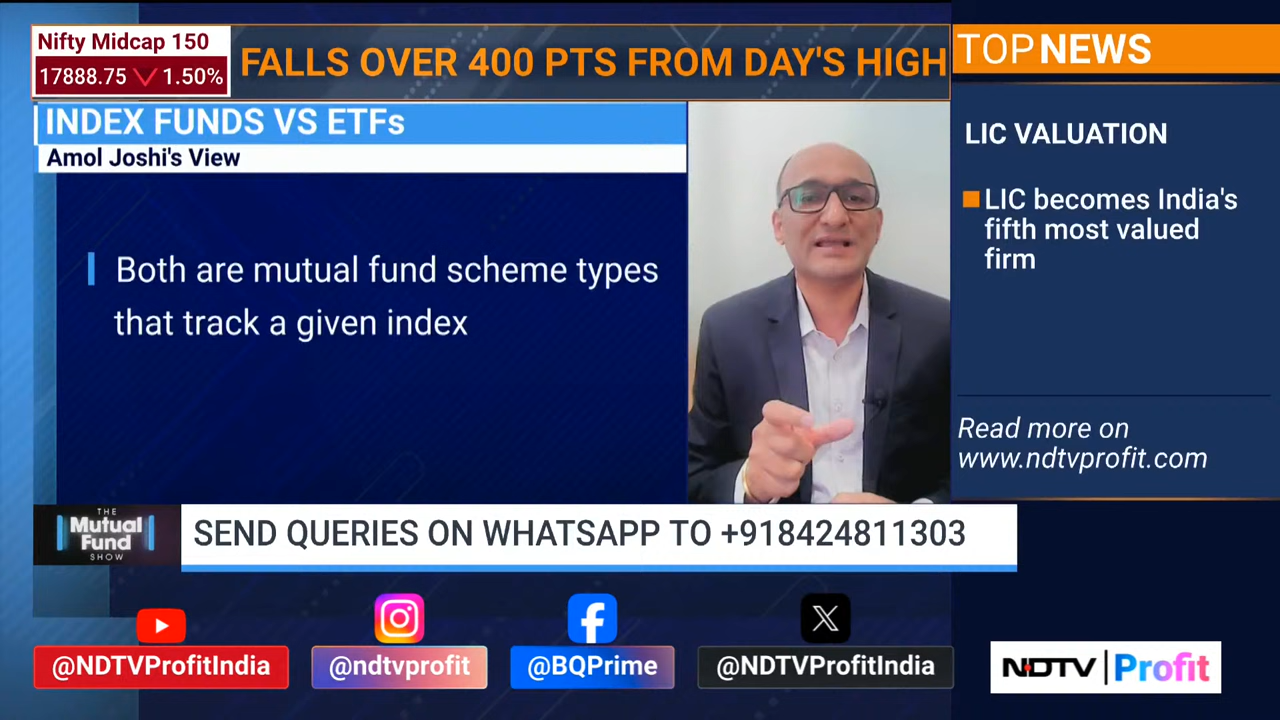 Nifty Midcap 150
17888.75 1.50%
FALLS OVER 400 PTS FROM DAY'S HIGH
TOP NEWS
INDEX FUNDS VS ETFs
Amol Joshi's View
Both are mutual fund scheme types
that track a given index
LIC VALUATION
LIC becomes India's
fifth most valued
firm
Read more on
www.ndtvprofit.com
THE
Mutual
Fund
SHOW
SEND QUERIES ON WHATSAPP TO +918424811303
@NDTVProfitIndia
@ndtvprofit
@BQPrime
@NDTVProfitIndia
NDTV Profit